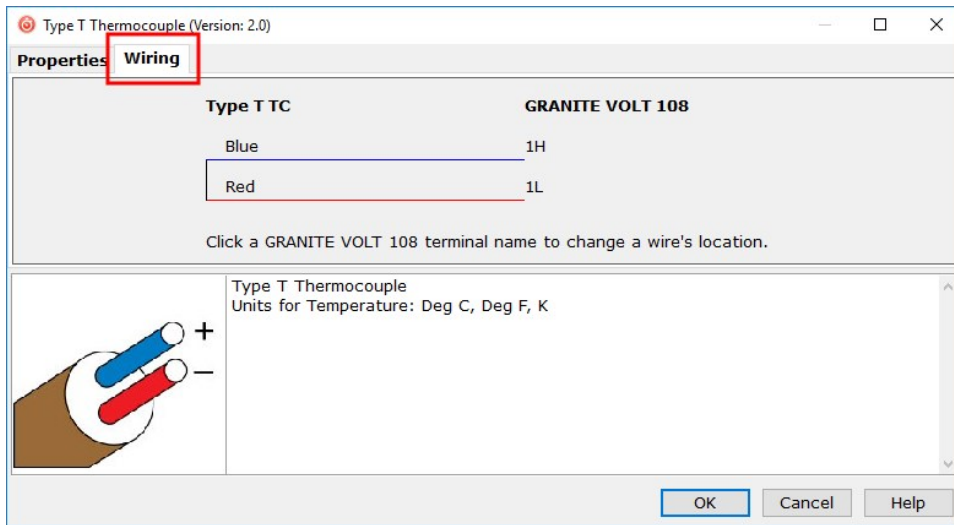 Type T Thermocouple (Version: 2.0)
Properties Wiring
Type T TC GRANITE VOLT 108
Blue 1H
Red 1L
Click a GRANITE VOLT 108 terminal name to change a wire's location.
Type T Thermocouple
Units for Temperature: Deg C, Deg F, K
+
−
OK Cancel Help